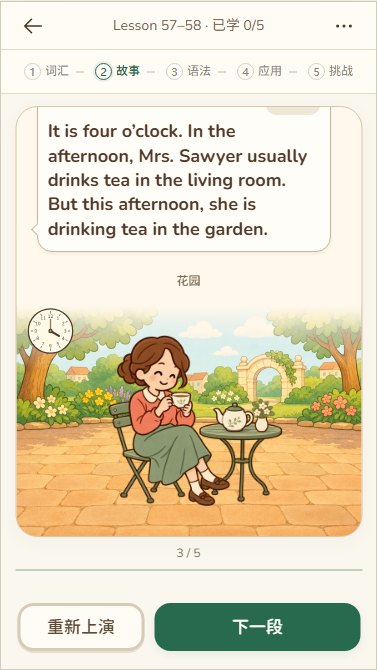 Lesson 57–58 · 已学 0/5
1 词汇 – 2 故事 – 3 语法 – 4 应用 – 5 挑战
It is four o’clock. In the
afternoon, Mrs. Sawyer usually
drinks tea in the living room.
But this afternoon, she is
drinking tea in the garden.
花园
3 / 5
重新上演
下一段